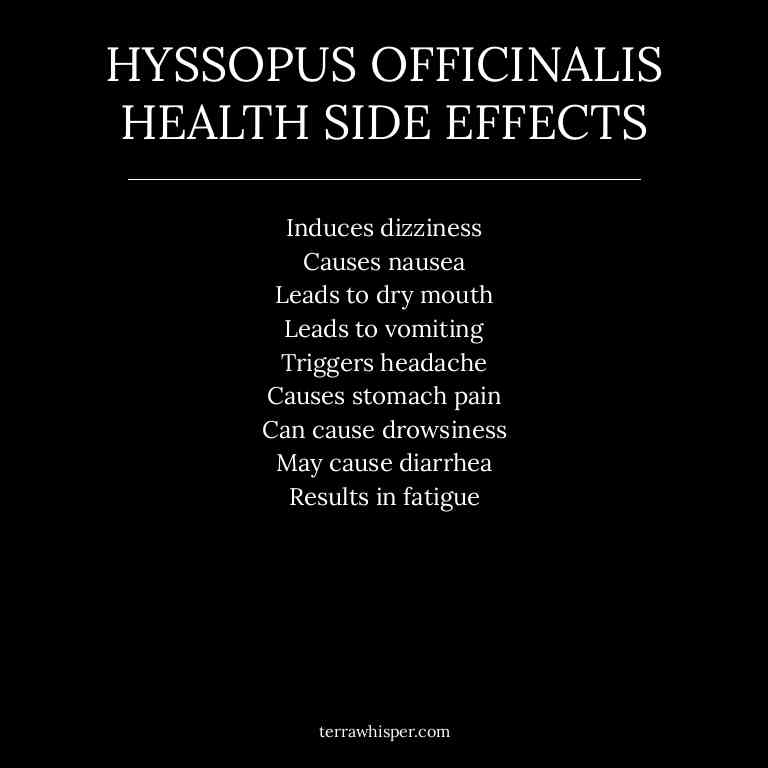 HYSSOPUS OFFICINALIS
HEALTH SIDE EFFECTS
Induces dizziness
Causes nausea
Leads to dry mouth
Leads to vomiting
Triggers headache
Causes stomach pain
Can cause drowsiness
May cause diarrhea
Results in fatigue
terrawhisper.com